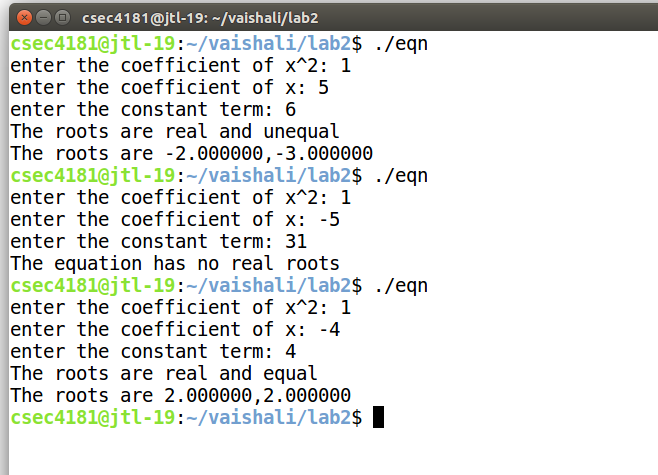 csec4181@jtl-19: ~/vaishali/lab2
csec4181@jtl-19:~/vaishali/lab2$ ./eqn
enter the coefficient of x^2: 1
enter the coefficient of x: 5
enter the constant term: 6
The roots are real and unequal
The roots are -2.000000,-3.000000
csec4181@jtl-19:~/vaishali/lab2$ ./eqn
enter the coefficient of x^2: 1
enter the coefficient of x: -5
enter the constant term: 31
The equation has no real roots
csec4181@jtl-19:~/vaishali/lab2$ ./eqn
enter the coefficient of x^2: 1
enter the coefficient of x: -4
enter the constant term: 4
The roots are real and equal
The roots are 2.000000,2.000000
csec4181@jtl-19:~/vaishali/lab2$